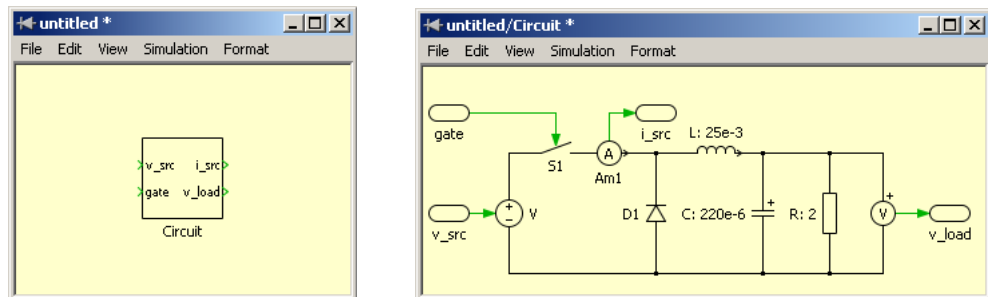 untitled *
File Edit View Simulation Format
v_src i_src
gate v_load
Circuit
untitled/Circuit *
File Edit View Simulation Format
gate
S1
A
Am1
i_src
L: 25e-3
v_src
+
−
V
D1
C: 220e-6
+
R: 2
+
V
v_load